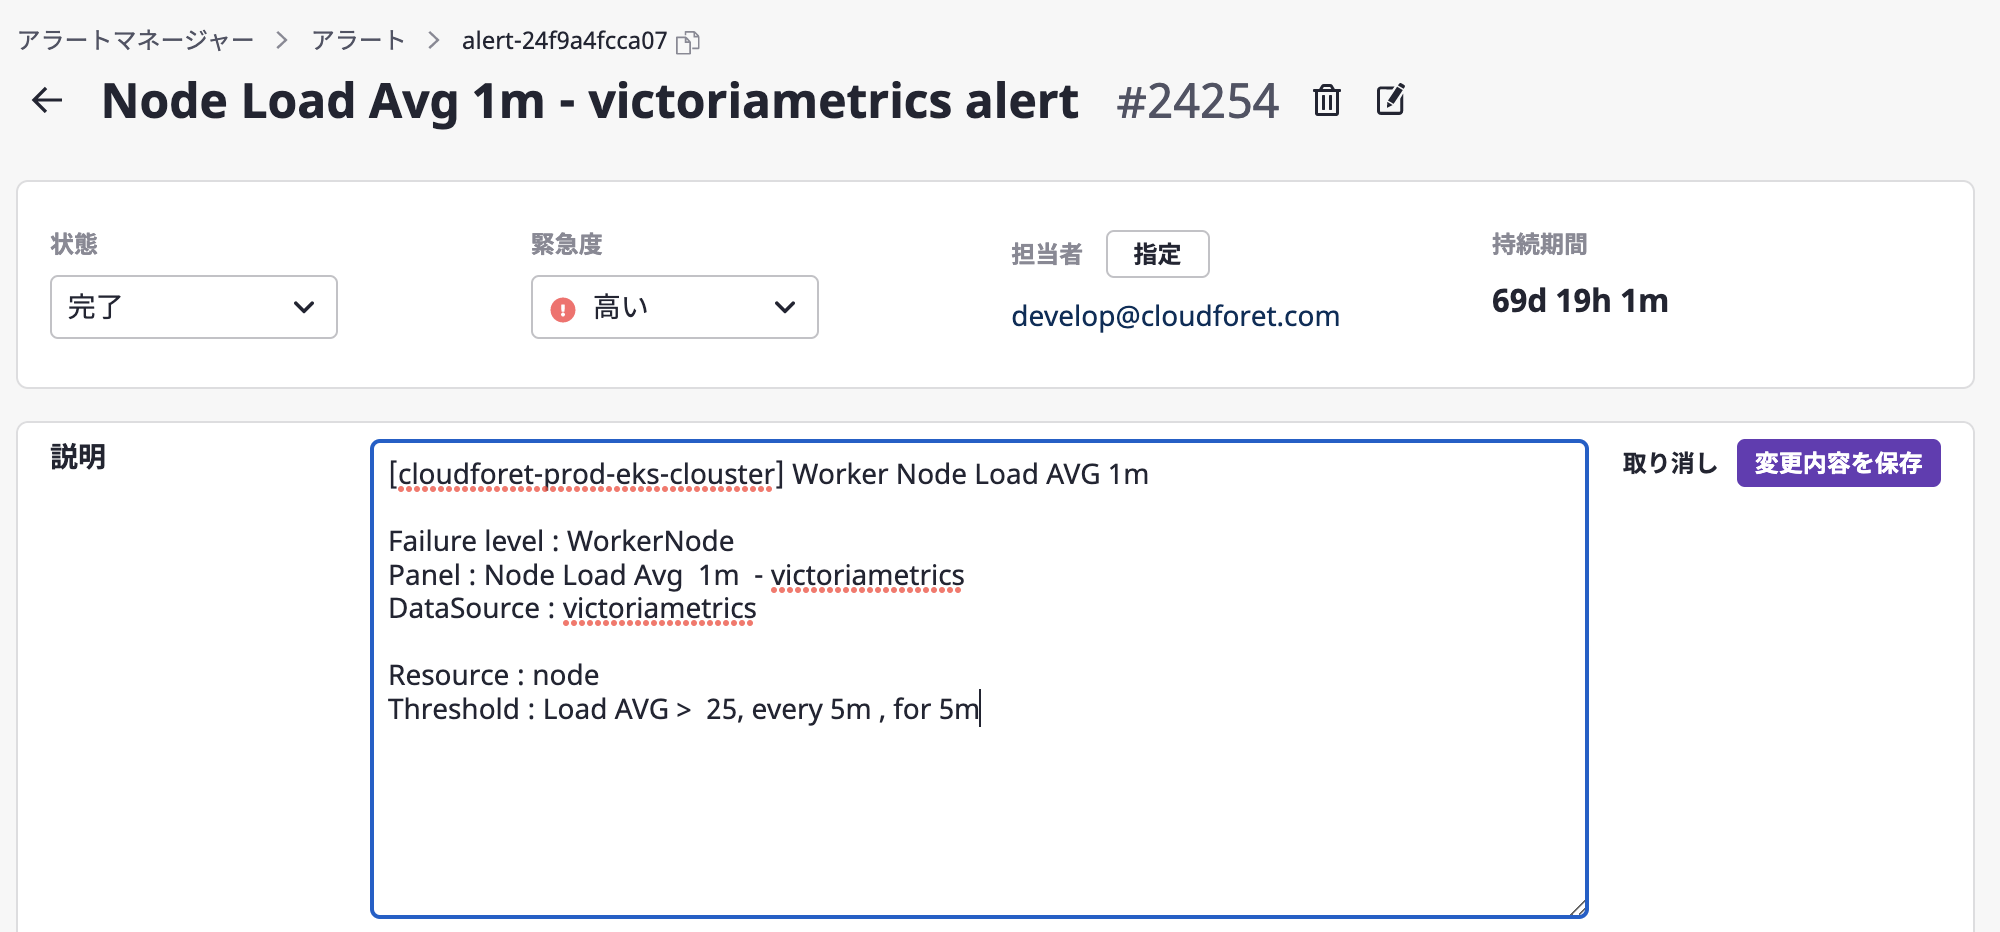 アラートマネージャー > アラート > alert-24f9a4fcca07
Node Load Avg 1m - victoriametrics alert #24254
状態
完了
緊急度
高い
担当者 指定
develop@cloudforet.com
持続期間
69d 19h 1m
説明
[cloudforet-prod-eks-clouster] Worker Node Load AVG 1m
Failure level : WorkerNode
Panel : Node Load Avg  1m  - victoriametrics
DataSource : victoriametrics
Resource : node
Threshold : Load AVG >  25, every 5m , for 5m
取り消し 変更内容を保存